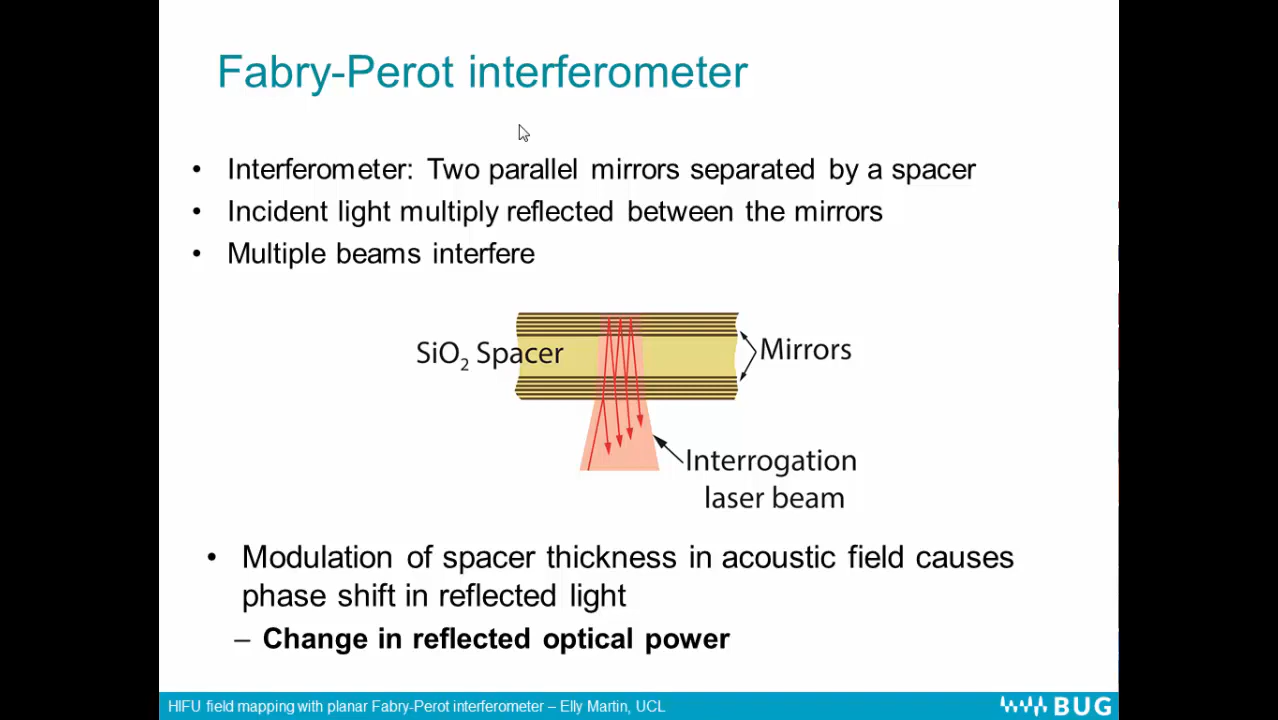 Fabry-Perot interferometer
• Interferometer: Two parallel mirrors separated by a spacer
• Incident light multiply reflected between the mirrors
• Multiple beams interfere
SiO₂ Spacer
Mirrors
Interrogation
laser beam
• Modulation of spacer thickness in acoustic field causes
phase shift in reflected light
– Change in reflected optical power
HIFU field mapping with planar Fabry-Perot interferometer – Elly Martin, UCL
BUG